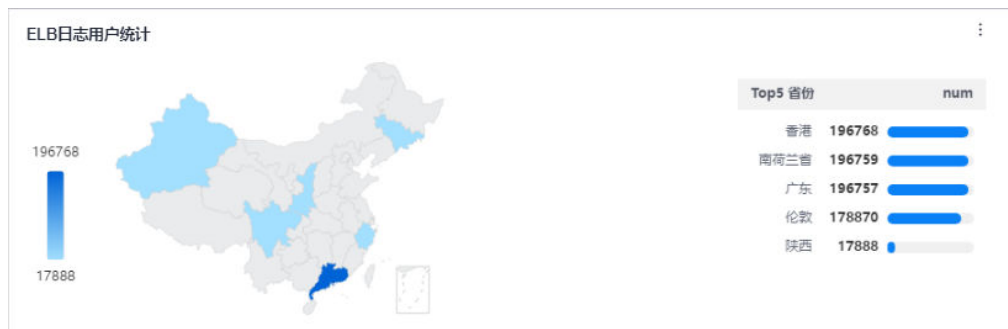 ELB日志用户统计
196768
17888
Top5 省份 num
香港 196768
南荷兰省 196759
广东 196757
伦敦 178870
陕西 17888